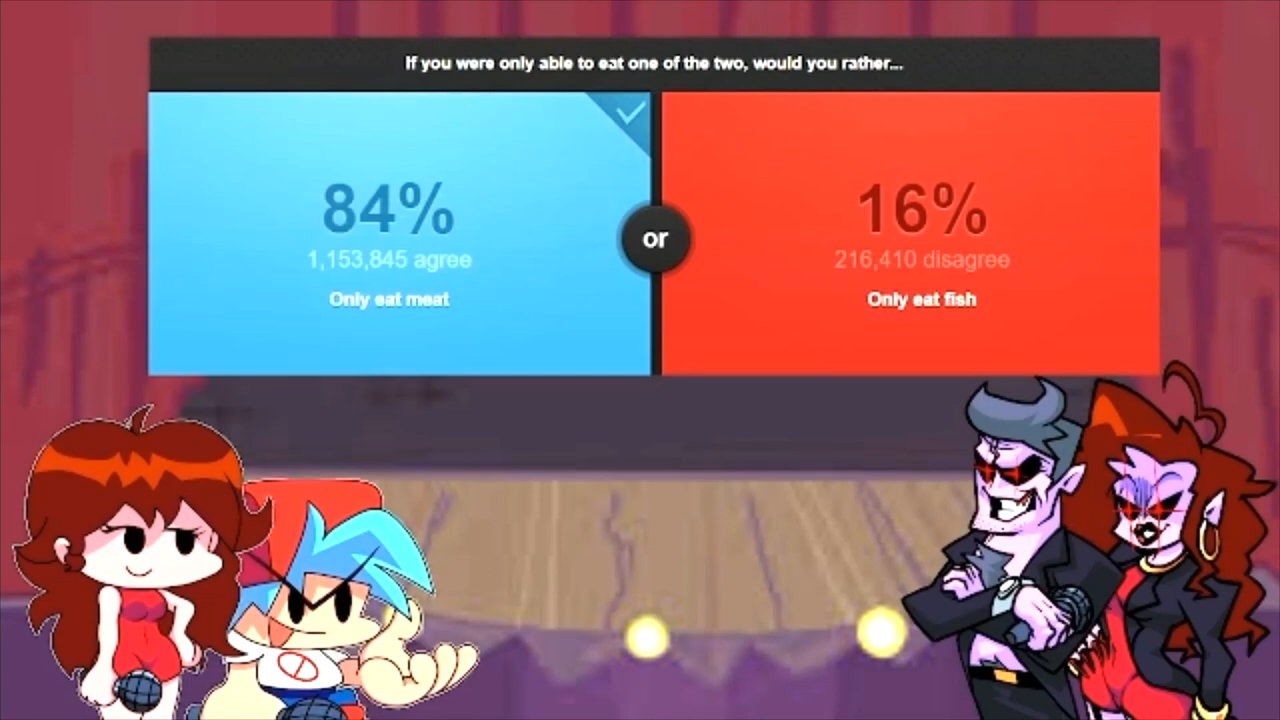 If you were only able to eat one of the two, would you rather...
84%
1,153,845 agree
Only eat meat
or
16%
216,410 disagree
Only eat fish